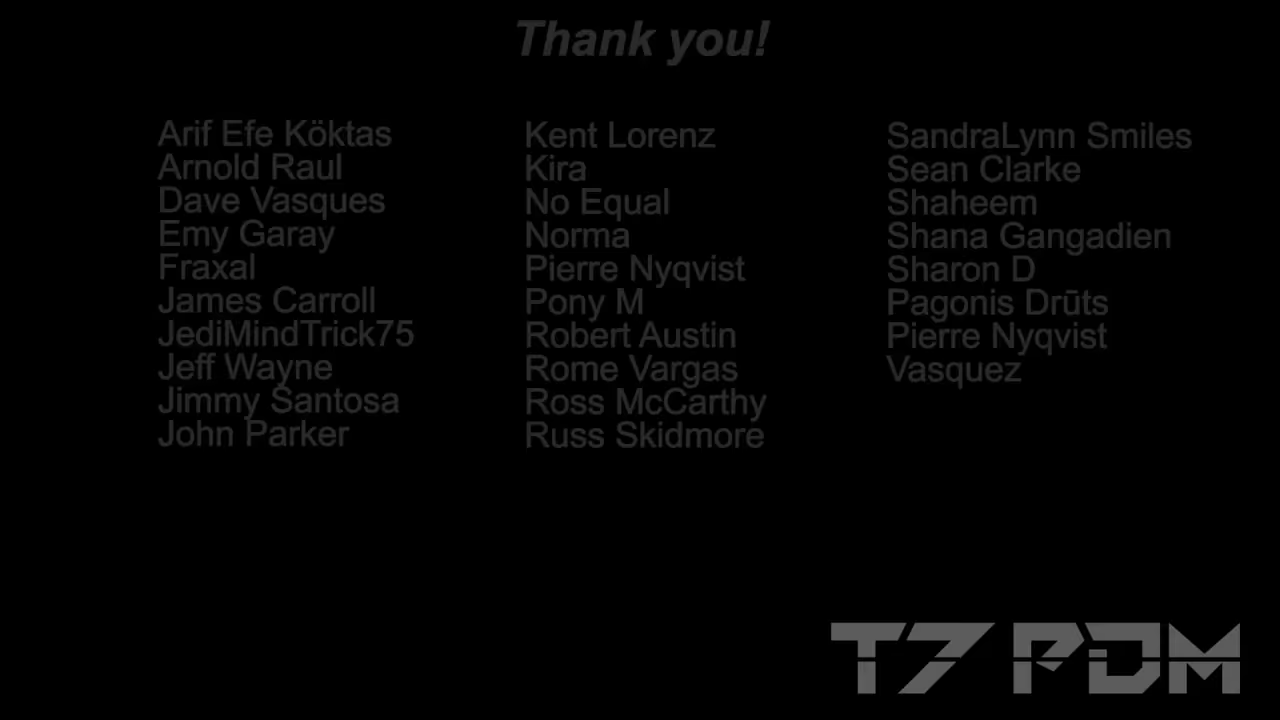 Thank you!
Arif Efe Köktas
Arnold Raul
Dave Vasques
Emy Garay
Fraxal
James Carroll
JediMindTrick75
Jeff Wayne
Jimmy Santosa
John Parker
Kent Lorenz
Kira
No Equal
Norma
Pierre Nyqvist
Pony M
Robert Austin
Rome Vargas
Ross McCarthy
Russ Skidmore
SandraLynn Smiles
Sean Clarke
Shaheem
Shana Gangadien
Sharon D
Pagonis Drūts
Pierre Nyqvist
Vasquez
T7 PDM